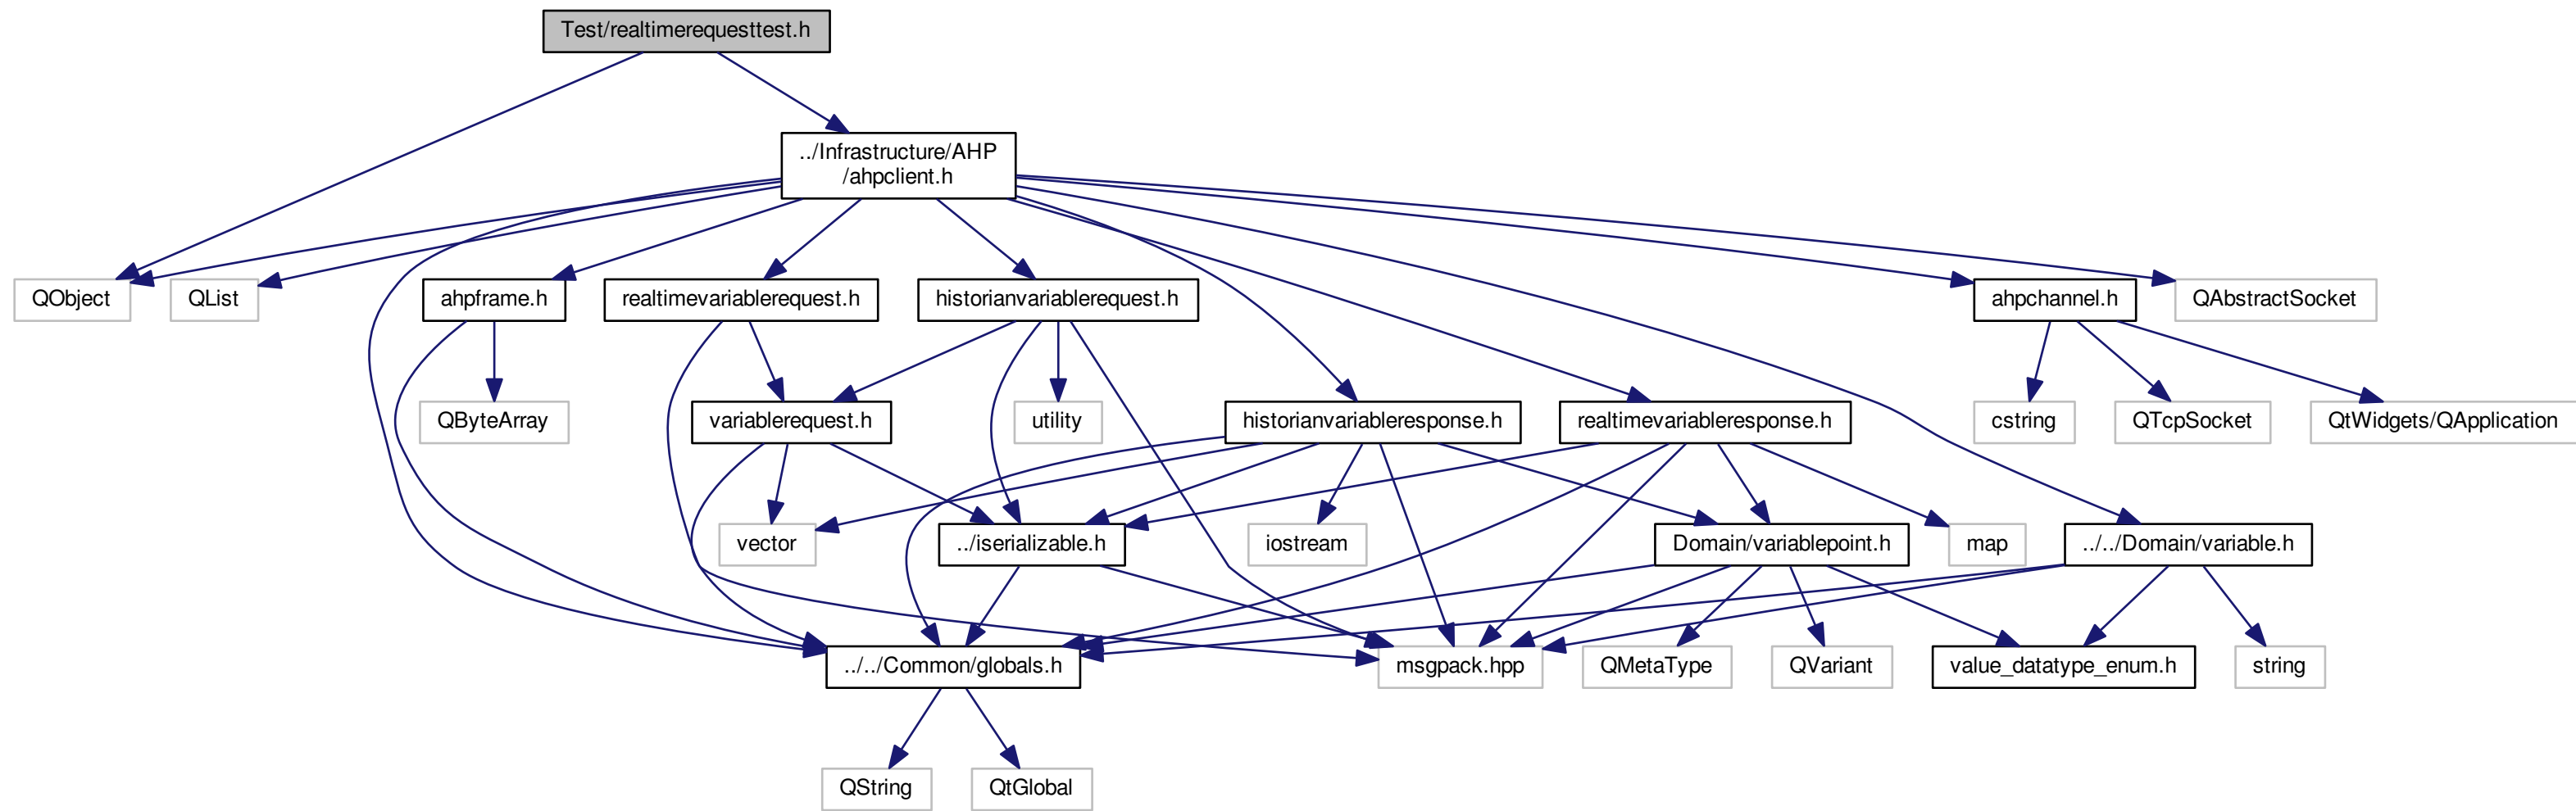 Test/realtimerequesttest.h
../Infrastructure/AHP
/ahpclient.h
QObject
QList
ahpframe.h
realtimevariablerequest.h
historianvariablerequest.h
ahpchannel.h
QAbstractSocket
QByteArray
variablerequest.h
utility
historianvariableresponse.h
realtimevariableresponse.h
cstring
QTcpSocket
QtWidgets/QApplication
vector
../iserializable.h
iostream
Domain/variablepoint.h
map
../../Domain/variable.h
../../Common/globals.h
msgpack.hpp
QMetaType
QVariant
value_datatype_enum.h
string
QString
QtGlobal